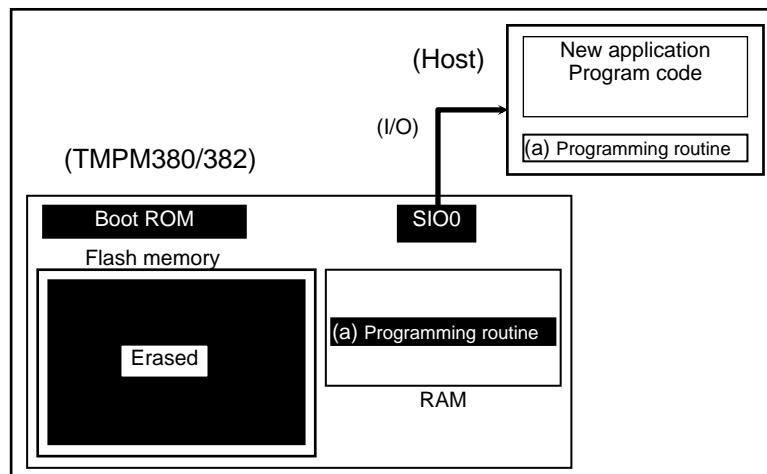 (Host)
New application
Program code
(I/O)
(a) Programming routine
(TMPM380/382)
Boot ROM
SIO0
Flash memory
(a) Programming routine
Erased
RAM